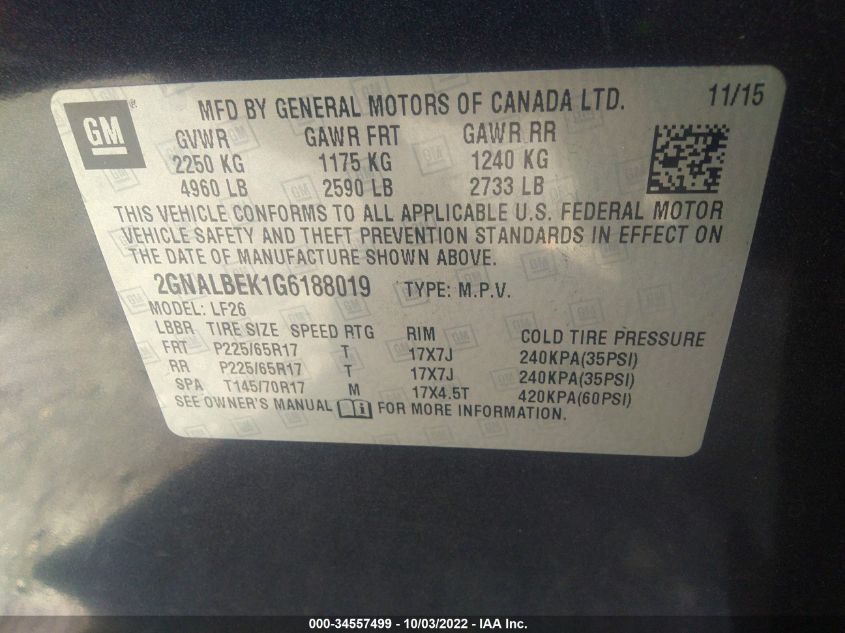 GM ® MFD BY GENERAL MOTORS OF CANADA LTD. 11/15
GVWR GAWR FRT GAWR RR
2250 KG 1175 KG 1240 KG
4960 LB 2590 LB 2733 LB
THIS VEHICLE CONFORMS TO ALL APPLICABLE U.S. FEDERAL MOTOR
VEHICLE SAFETY AND THEFT PREVENTION STANDARDS IN EFFECT ON
THE DATE OF MANUFACTURE SHOWN ABOVE.
2GNALBEK1G6188019 TYPE: M.P.V.
MODEL: LF26
LBBR TIRE SIZE SPEED RTG RIM COLD TIRE PRESSURE
FRT P225/65R17 T 17X7J 240KPA(35PSI)
RR P225/65R17 T 17X7J 240KPA(35PSI)
SPA T145/70R17 M 17X4.5T 420KPA(60PSI)
SEE OWNER'S MANUAL FOR MORE INFORMATION.
000-34557499 - 10/03/2022 - IAA Inc.